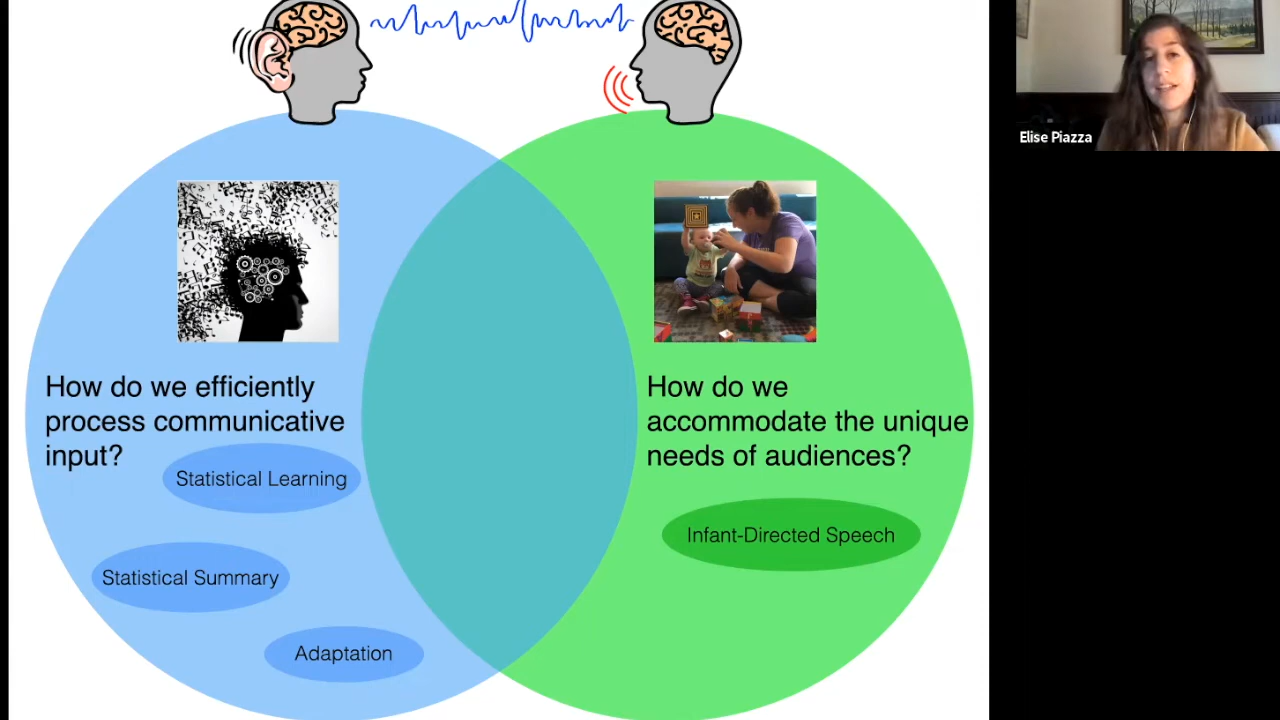 Elise Piazza
How do we efficiently
process communicative
input?
Statistical Learning
Statistical Summary
Adaptation
How do we
accommodate the unique
needs of audiences?
Infant-Directed Speech